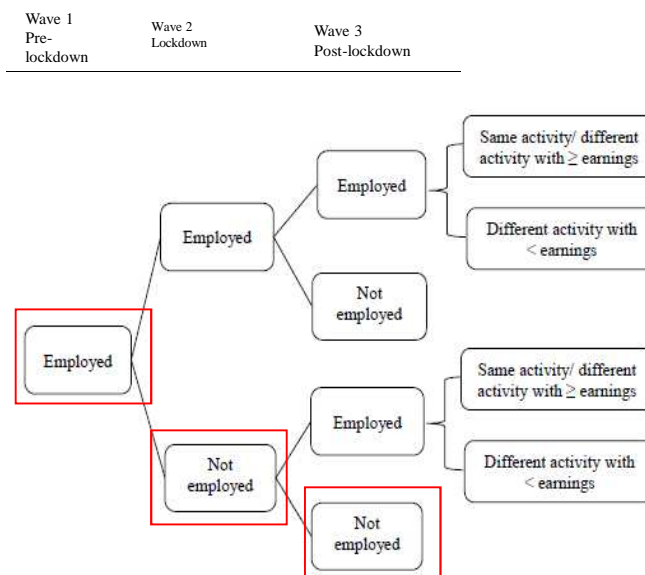 Wave 1
Pre-
lockdown
Wave 2
Lockdown
Wave 3
Post-lockdown
Same activity/ different
activity with ≥ earnings
Employed
Different activity with
< earnings
Employed
Not
employed
Employed
Same activity/ different
activity with ≥ earnings
Employed
Different activity with
< earnings
Not
employed
Not
employed